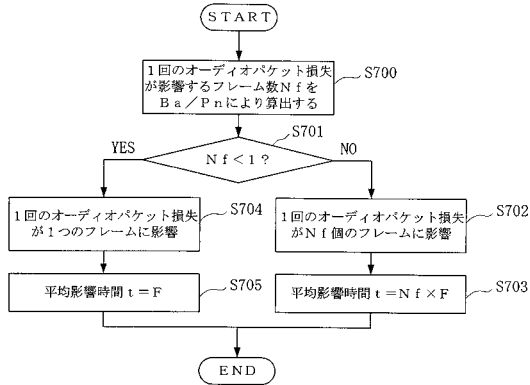 START
1回のオーディオパケット損失
が影響するフレーム数Nfを
Ba/Pnにより算出する
S700
S701
YES
Nf<1?
NO
1回のオーディオパケット損失
が1つのフレームに影響
S704
1回のオーディオパケット損失
がNf個のフレームに影響
S702
平均影響時間t=F
S705
平均影響時間t=Nf×F
S703
END